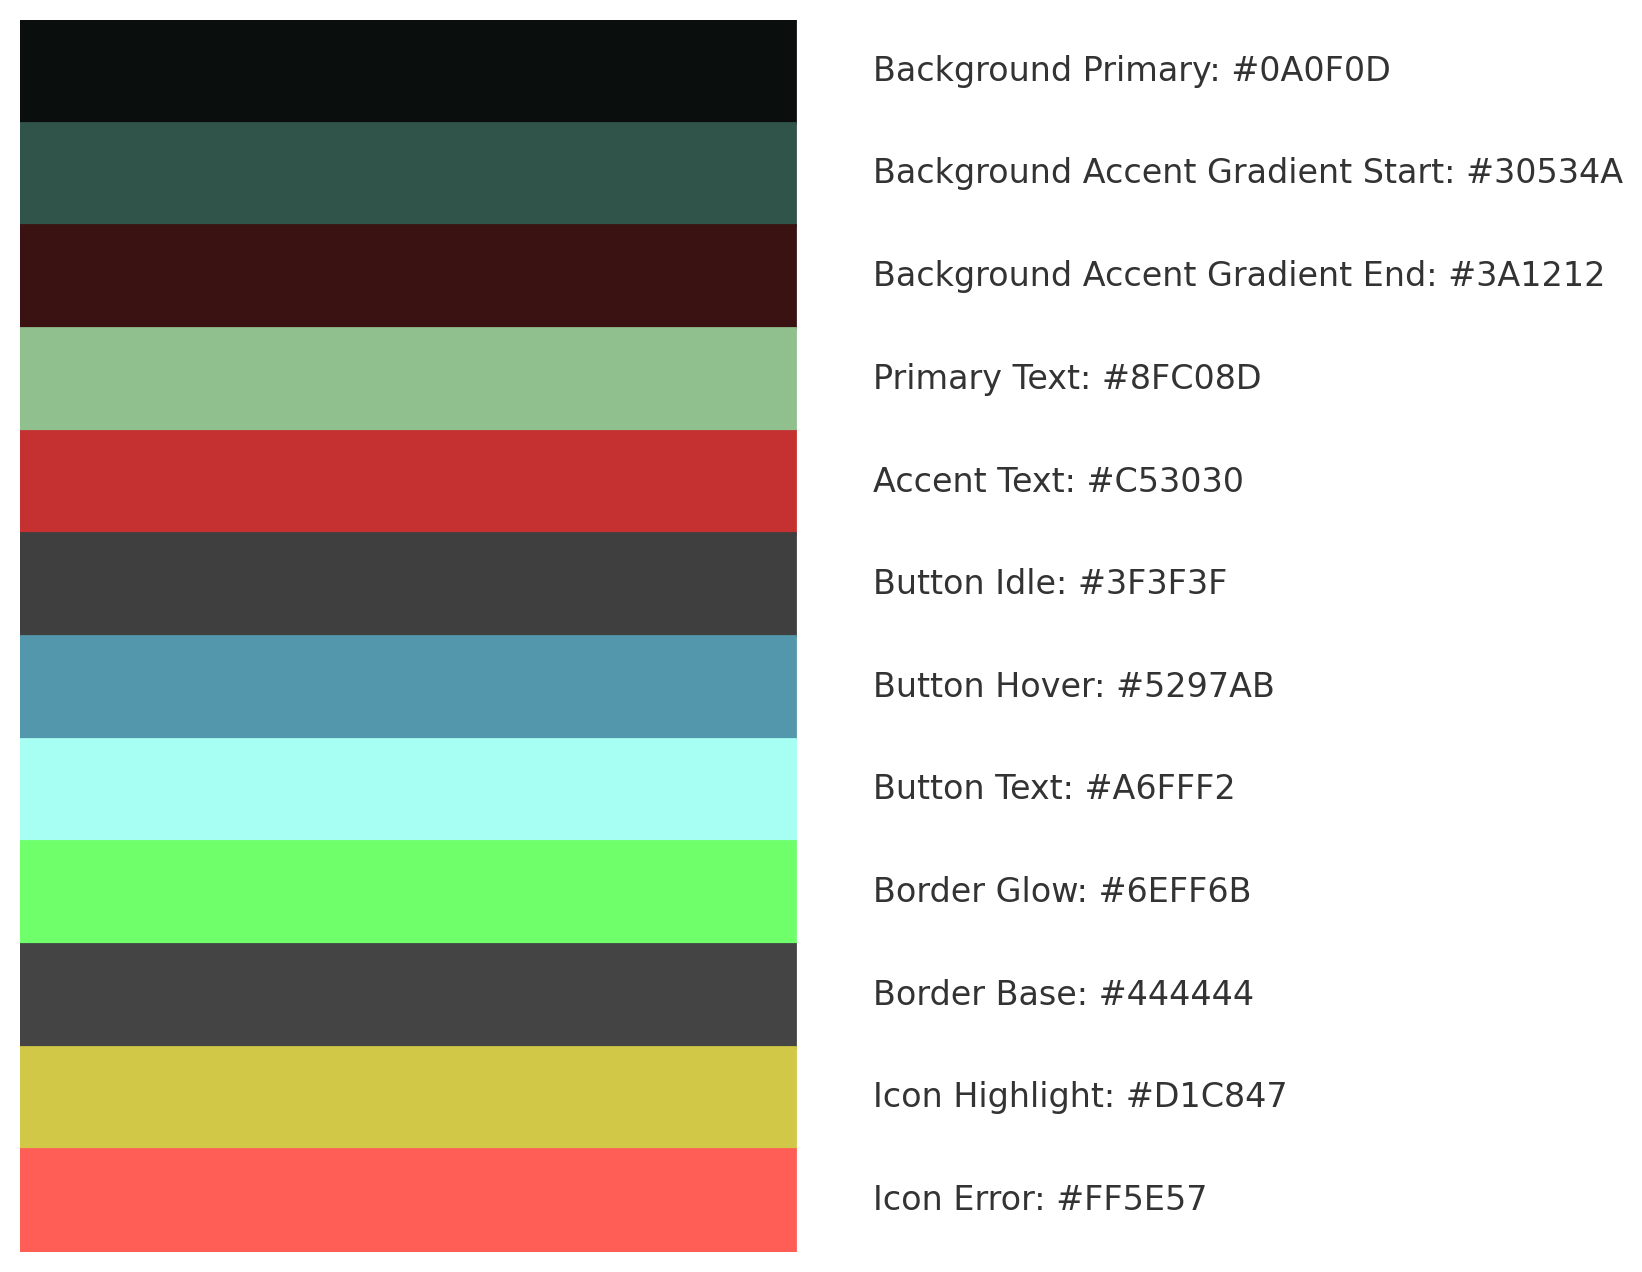 Background Primary: #0A0F0D
Background Accent Gradient Start: #30534A
Background Accent Gradient End: #3A1212
Primary Text: #8FC08D
Accent Text: #C53030
Button Idle: #3F3F3F
Button Hover: #5297AB
Button Text: #A6FFF2
Border Glow: #6EFF6B
Border Base: #444444
Icon Highlight: #D1C847
Icon Error: #FF5E57